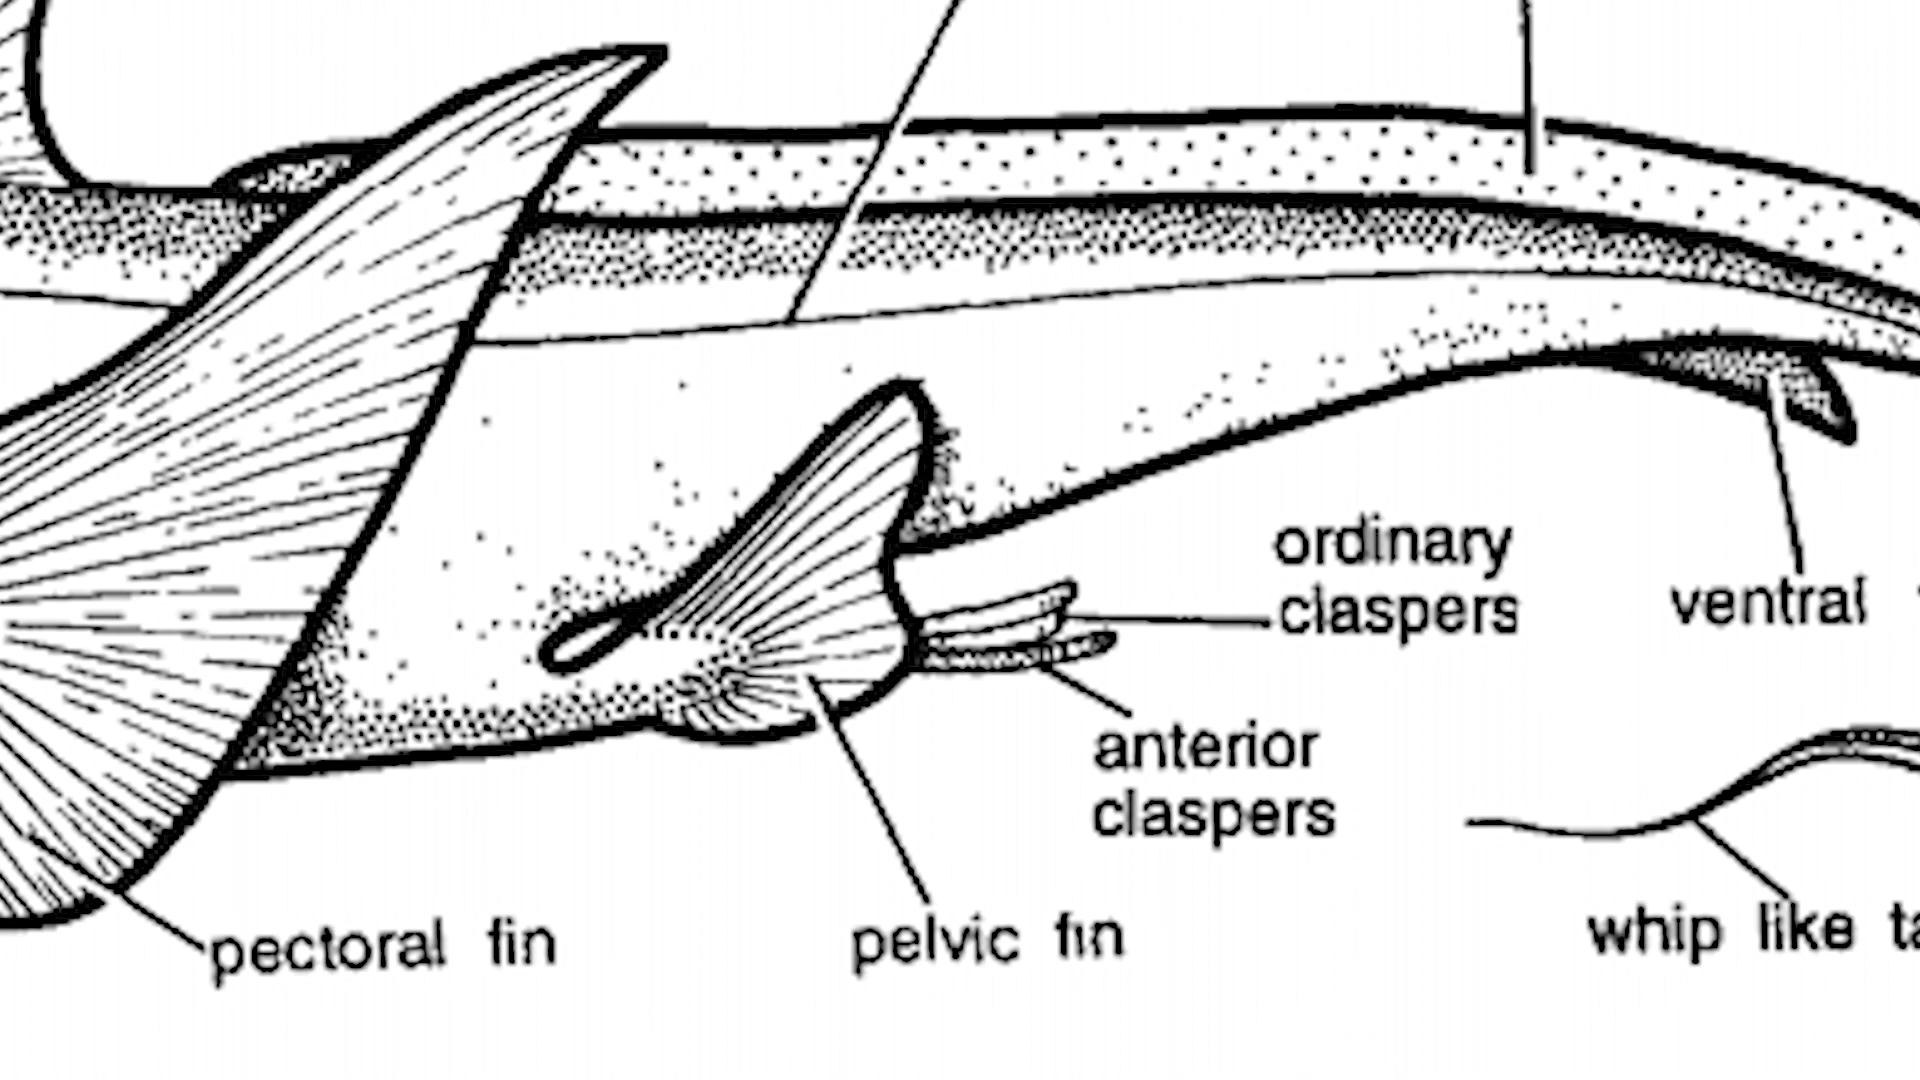 ordinary
claspers
ventral
anterior
claspers
pectoral fin
pelvic fin
whip like